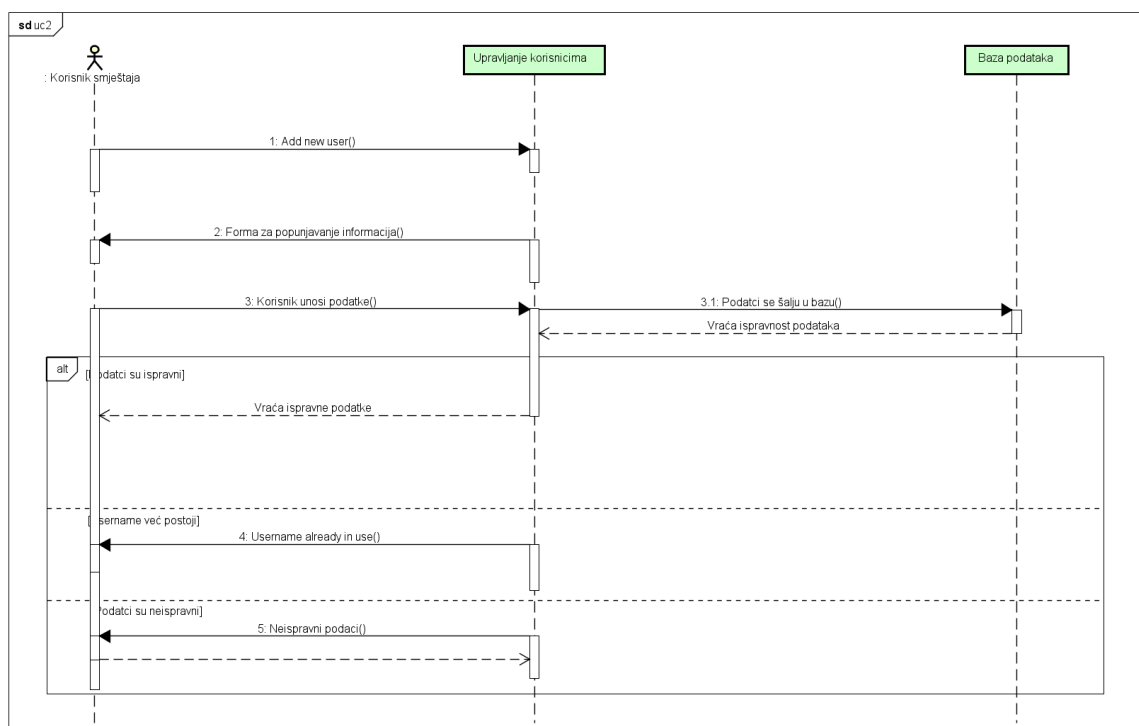 sd uc2
: Korisnik smještaja
Upravljanje korisnicima
Baza podataka
1: Add new user()
2: Forma za popunjavanje informacija()
3: Korisnik unosi podatke()
3.1: Podatci se šalju u bazu()
Vraća ispravnost podataka
alt
[Podatci su ispravni]
Vraća ispravne podatke
[Username već postoji]
4: Username already in use()
[Podatci su neispravni]
5: Neispravni podaci()